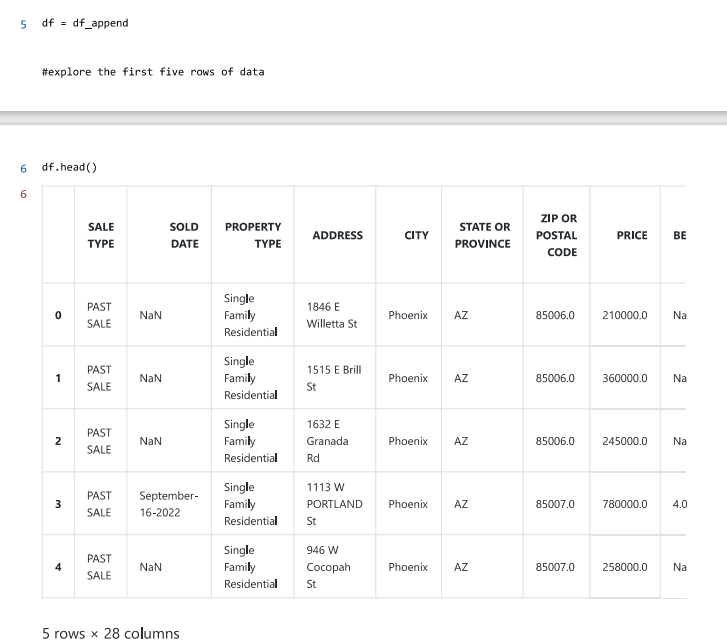 5 df = df_append
#explore the first five rows of data
6 df.head()
6
SALE TYPE SOLD DATE PROPERTY TYPE ADDRESS CITY STATE OR PROVINCE ZIP OR POSTAL CODE PRICE BE
0 PAST SALE NaN Single Family Residential 1846 E Willetta St Phoenix AZ 85006.0 210000.0 Na
1 PAST SALE NaN Single Family Residential 1515 E Brill St Phoenix AZ 85006.0 360000.0 Na
2 PAST SALE NaN Single Family Residential 1632 E Granada Rd Phoenix AZ 85006.0 245000.0 Na
3 PAST SALE September-16-2022 Single Family Residential 1113 W PORTLAND St Phoenix AZ 85007.0 780000.0 4.0
4 PAST SALE NaN Single Family Residential 946 W Cocopah St Phoenix AZ 85007.0 258000.0 Na
5 rows × 28 columns